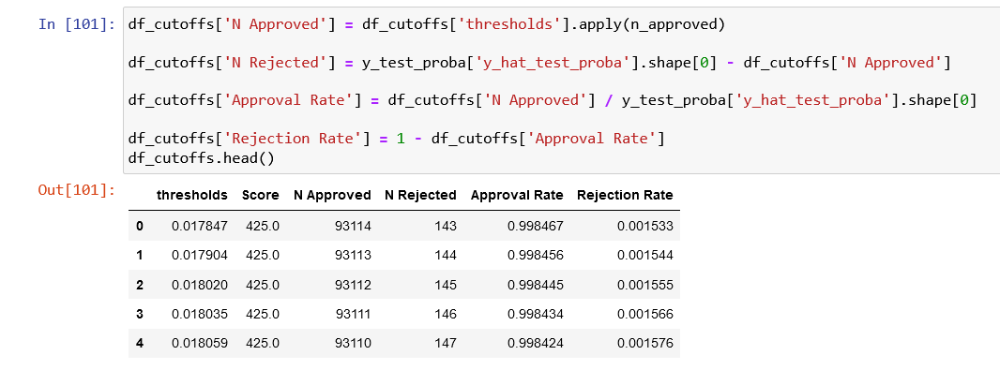 In [101]: df_cutoffs['N Approved'] = df_cutoffs['thresholds'].apply(n_approved)
df_cutoffs['N Rejected'] = y_test_proba['y_hat_test_proba'].shape[0] - df_cutoffs['N Approved']
df_cutoffs['Approval Rate'] = df_cutoffs['N Approved'] / y_test_proba['y_hat_test_proba'].shape[0]
df_cutoffs['Rejection Rate'] = 1 - df_cutoffs['Approval Rate']
df_cutoffs.head()
Out[101]:
thresholds Score N Approved N Rejected Approval Rate Rejection Rate
0 0.017847 425.0 93114 143 0.998467 0.001533
1 0.017904 425.0 93113 144 0.998456 0.001544
2 0.018020 425.0 93112 145 0.998445 0.001555
3 0.018035 425.0 93111 146 0.998434 0.001566
4 0.018059 425.0 93110 147 0.998424 0.001576